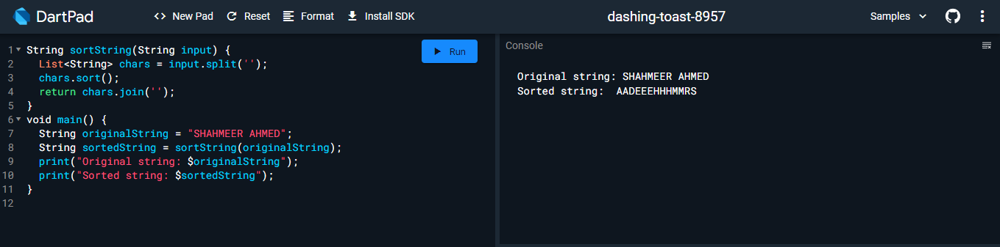 DartPad <> New Pad Reset Format Install SDK dashing-toast-8957 Samples
1 String sortString(String input) {
2   List<String> chars = input.split('');
3   chars.sort();
4   return chars.join('');
5 }
6 void main() {
7   String originalString = "SHAHMEER AHMED";
8   String sortedString = sortString(originalString);
9   print("Original string: $originalString");
10   print("Sorted string: $sortedString");
11 }
12
Run
Console
Original string: SHAHMEER AHMED
Sorted string:  AADEEEHHHMMRS